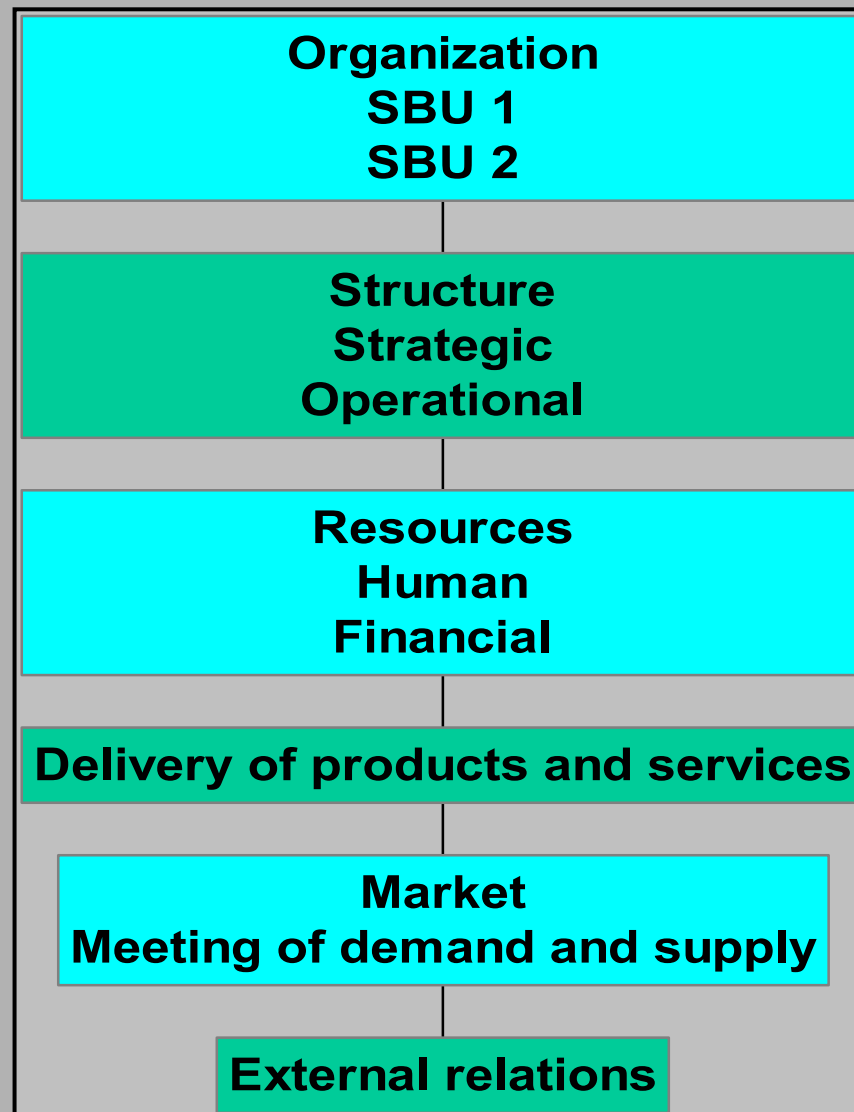 Organization
SBU 1
SBU 2
Structure
Strategic
Operational
Resources
Human
Financial
Delivery of products and services
Market
Meeting of demand and supply
External relations